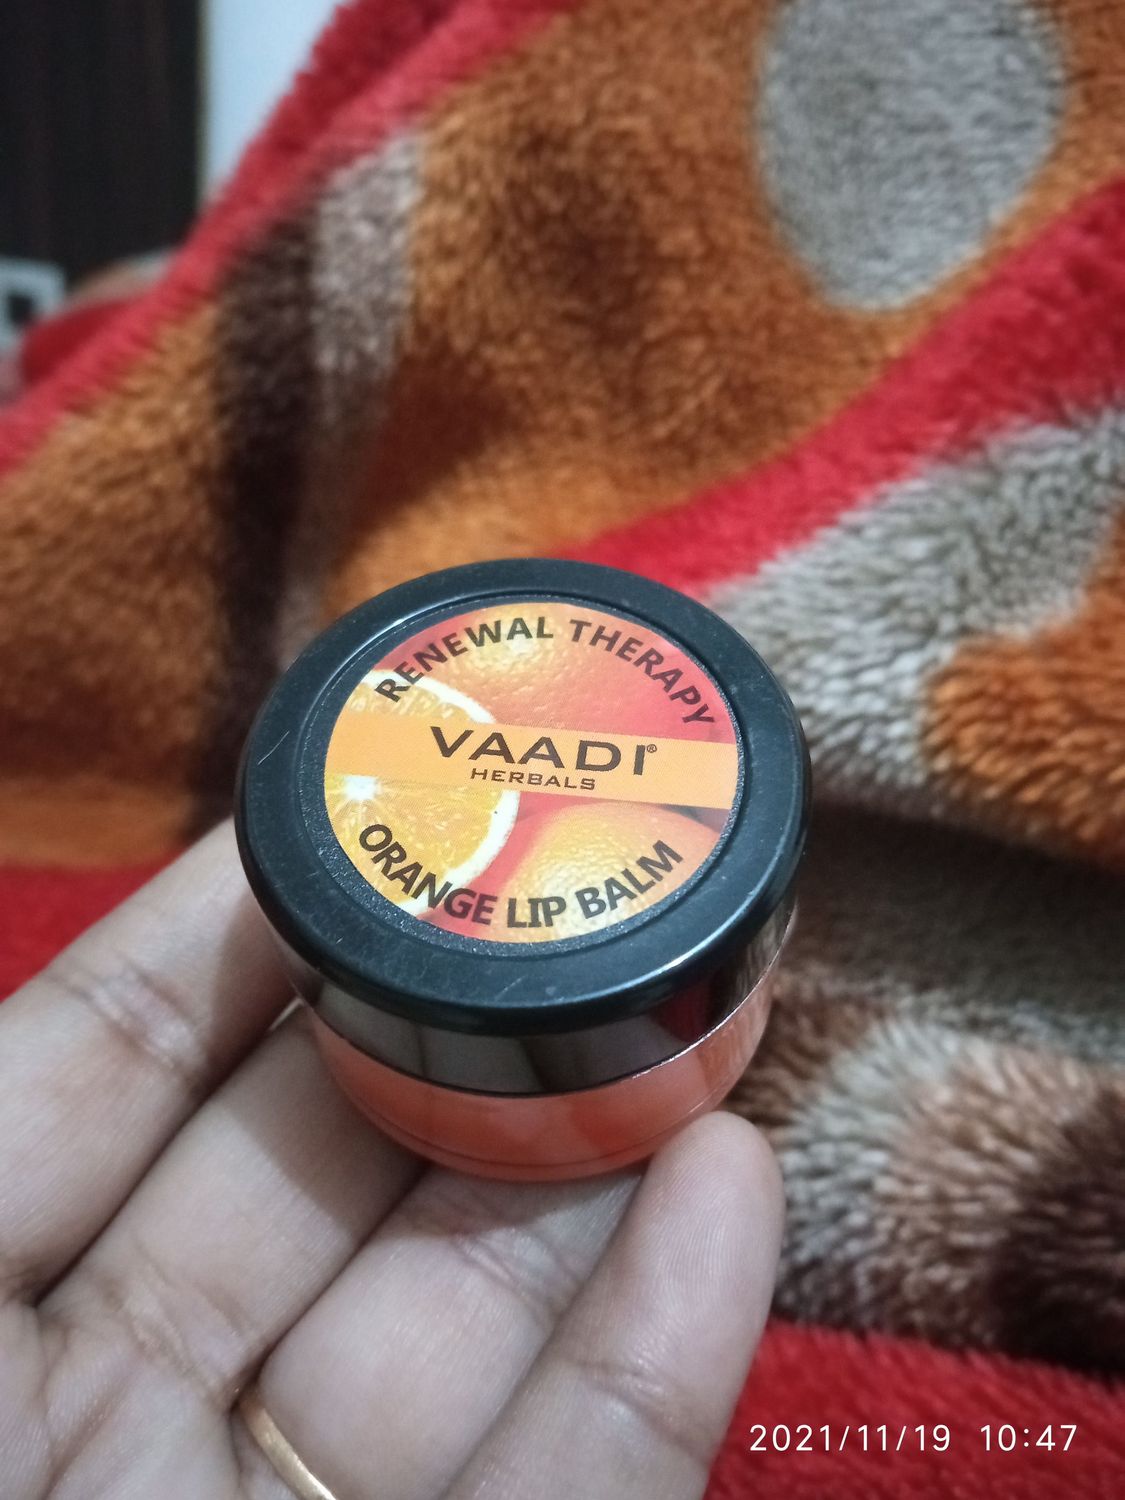 RENEWAL THERAPY
VAADI®
HERBALS
ORANGE LIP BALM
2021/11/19 10:47